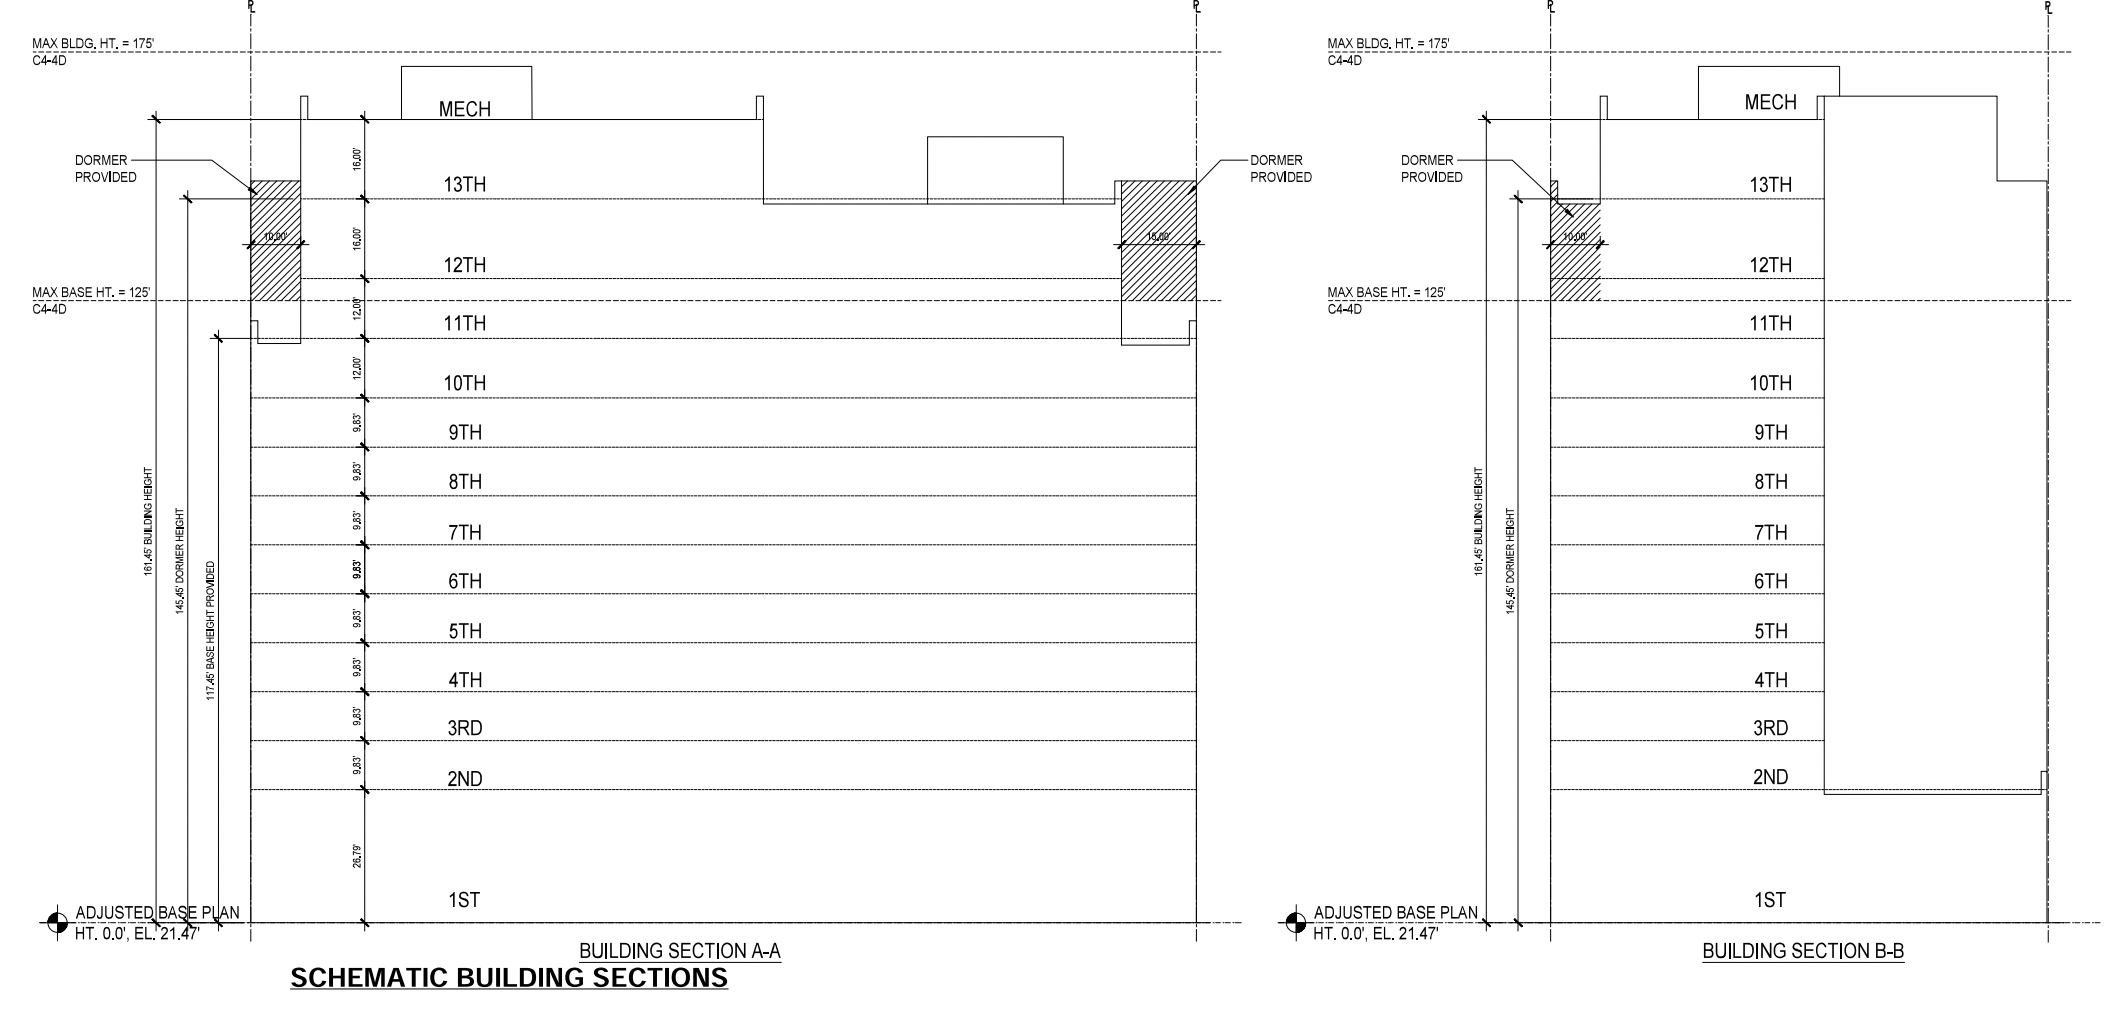 PL
PL
MAX BLDG. HT. = 175'
C4-4D
MECH
DORMER
PROVIDED
DORMER
PROVIDED
16.00'
13TH
10.00'
16.00'
15.00'
12TH
MAX BASE HT. = 125'
C4-4D
12.00'
11TH
12.00'
10TH
9.83'
9TH
9.83'
8TH
9.83'
7TH
9.83'
6TH
9.83'
5TH
9.83'
4TH
9.83'
3RD
9.83'
2ND
26.79'
1ST
161.45' BUILDING HEIGHT
145.45' DORMER HEIGHT
117.45' BASE HEIGHT PROVIDED
ADJUSTED BASE PLAN
HT. 0.0', EL. 21.47'
BUILDING SECTION A-A
SCHEMATIC BUILDING SECTIONS
PL
PL
MAX BLDG. HT. = 175'
C4-4D
MECH
DORMER
PROVIDED
13TH
10.00'
12TH
MAX BASE HT. = 125'
C4-4D
11TH
10TH
9TH
8TH
7TH
6TH
5TH
4TH
3RD
2ND
1ST
161.45' BUILDING HEIGHT
145.45' DORMER HEIGHT
ADJUSTED BASE PLAN
HT. 0.0', EL. 21.47'
BUILDING SECTION B-B